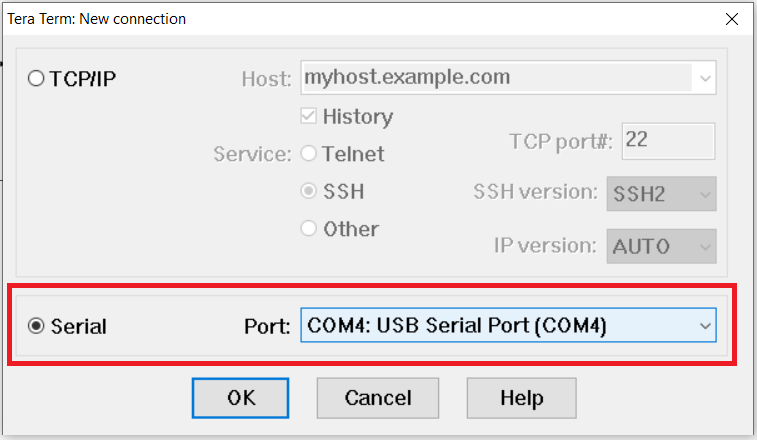 Tera Term: New connection
TCP/IP
Host: myhost.example.com
History
Service: Telnet
TCP port#: 22
SSH
SSH version: SSH2
Other
IP version: AUTO
Serial
Port: COM4: USB Serial Port (COM4)
OK Cancel Help